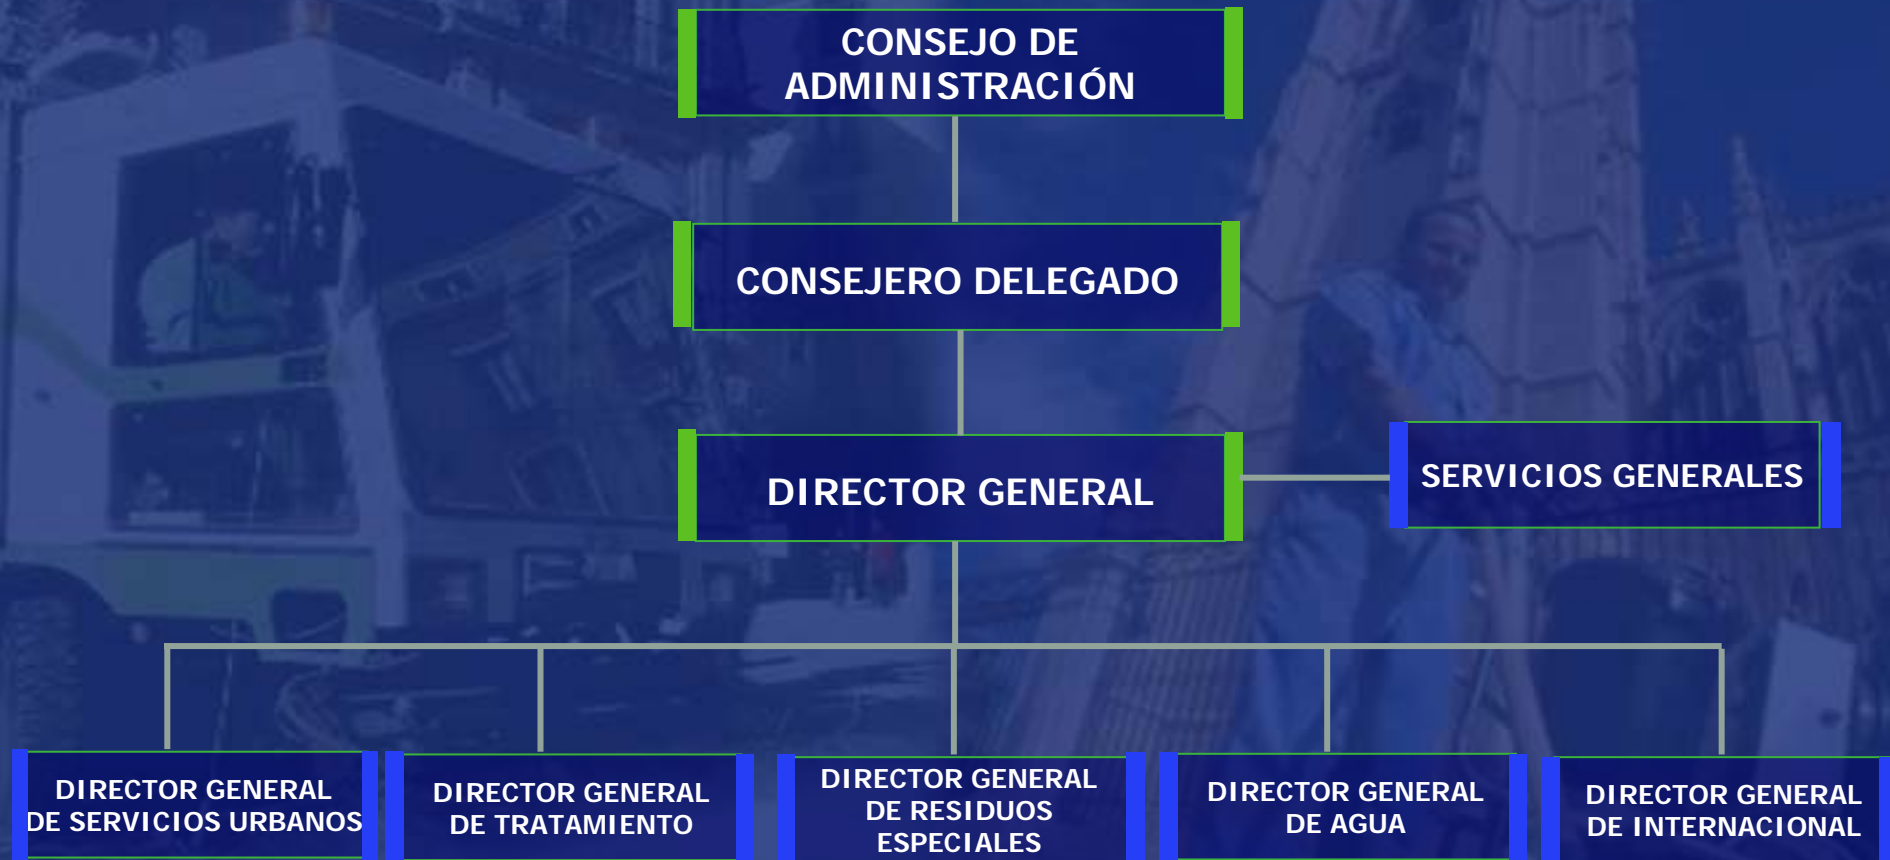 CONSEJO DE
ADMINISTRACIÓN
CONSEJERO DELEGADO
DIRECTOR GENERAL
SERVICIOS GENERALES
DIRECTOR GENERAL
DE SERVICIOS URBANOS
DIRECTOR GENERAL
DE TRATAMIENTO
DIRECTOR GENERAL
DE RESIDUOS
ESPECIALES
DIRECTOR GENERAL
DE AGUA
DIRECTOR GENERAL
DE INTERNACIONAL